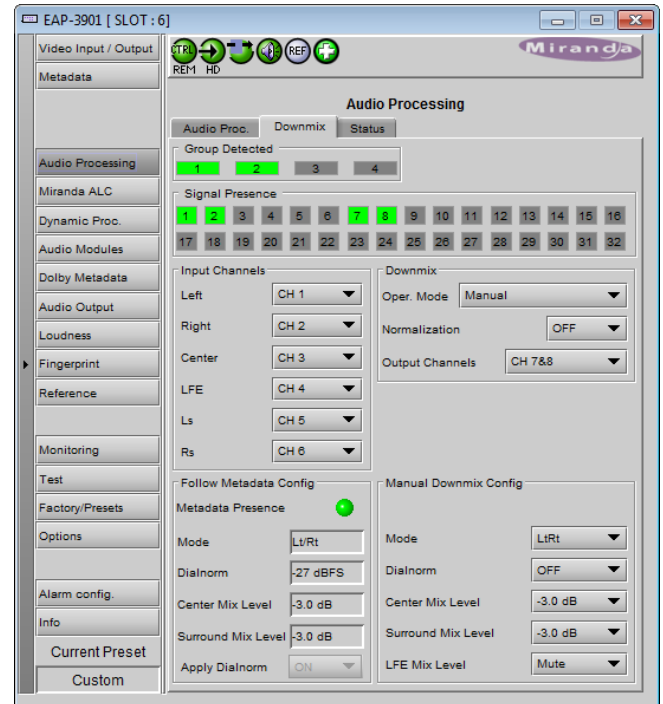 EAP-3901 [ SLOT : 6]
Video Input / Output
Metadata
Audio Processing
Miranda ALC
Dynamic Proc.
Audio Modules
Dolby Metadata
Audio Output
Loudness
Fingerprint
Reference
Monitoring
Test
Factory/Presets
Options
Alarm config.
Info
Current Preset
Custom
CTRL REF
REM HD
Miranda
Audio Processing
Audio Proc. Downmix Status
Group Detected
1 2 3 4
Signal Presence
1 2 3 4 5 6 7 8 9 10 11 12 13 14 15 16
17 18 19 20 21 22 23 24 25 26 27 28 29 30 31 32
Input Channels
Left CH 1
Right CH 2
Center CH 3
LFE CH 4
Ls CH 5
Rs CH 6
Downmix
Oper. Mode Manual
Normalization OFF
Output Channels CH 7&8
Follow Metadata Config
Metadata Presence
Mode Lt/Rt
Dialnorm -27 dBFS
Center Mix Level -3.0 dB
Surround Mix Level -3.0 dB
Apply Dialnorm ON
Manual Downmix Config
Mode LtRt
Dialnorm OFF
Center Mix Level -3.0 dB
Surround Mix Level -3.0 dB
LFE Mix Level Mute